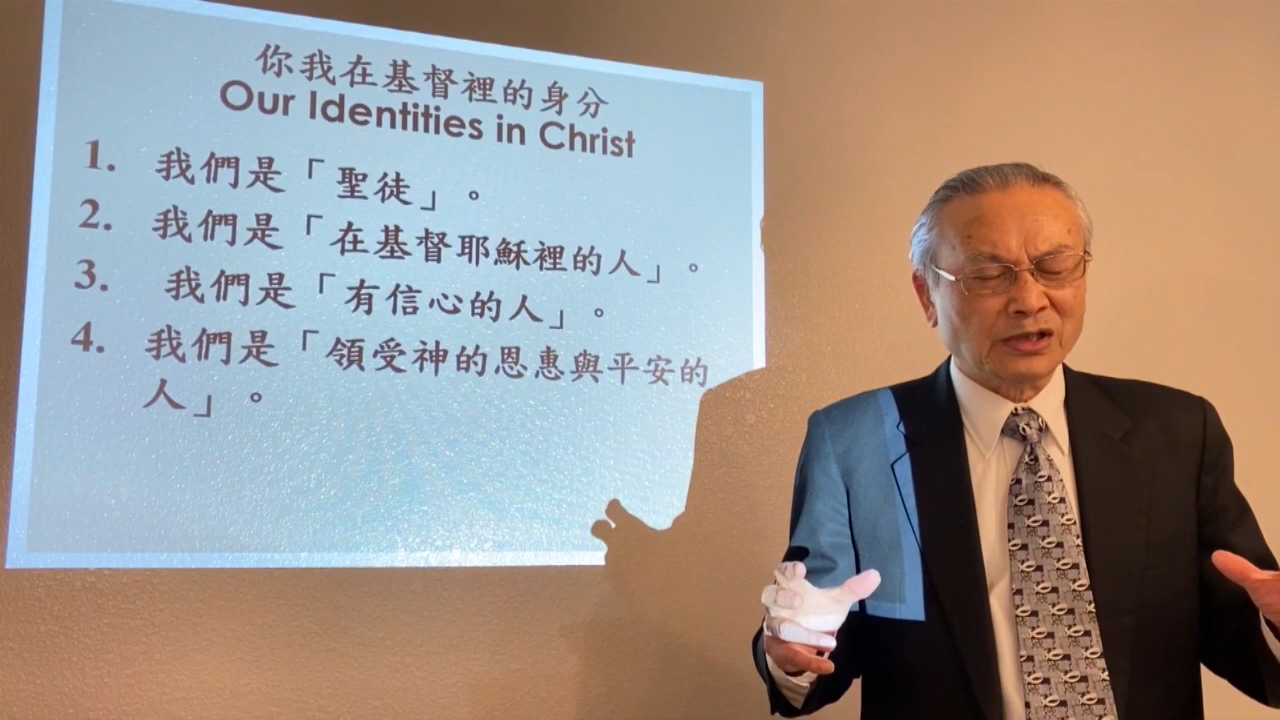 你我在基督裡的身分
Our Identities in Christ
1. 我們是「聖徒」。
2. 我們是「在基督耶穌裡的人」。
3. 我們是「有信心的人」。
4. 我們是「領受神的恩惠與平安的
人」。